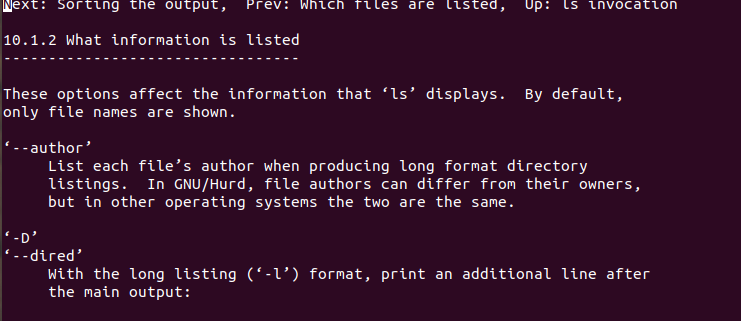 Next: Sorting the output,  Prev: Which files are listed,  Up: ls invocation
10.1.2 What information is listed
---------------------------------
These options affect the information that ‘ls’ displays.  By default,
only file names are shown.
‘--author’
List each file’s author when producing long format directory
listings.  In GNU/Hurd, file authors can differ from their owners,
but in other operating systems the two are the same.
‘-D’
‘--dired’
With the long listing (‘-l’) format, print an additional line after
the main output: